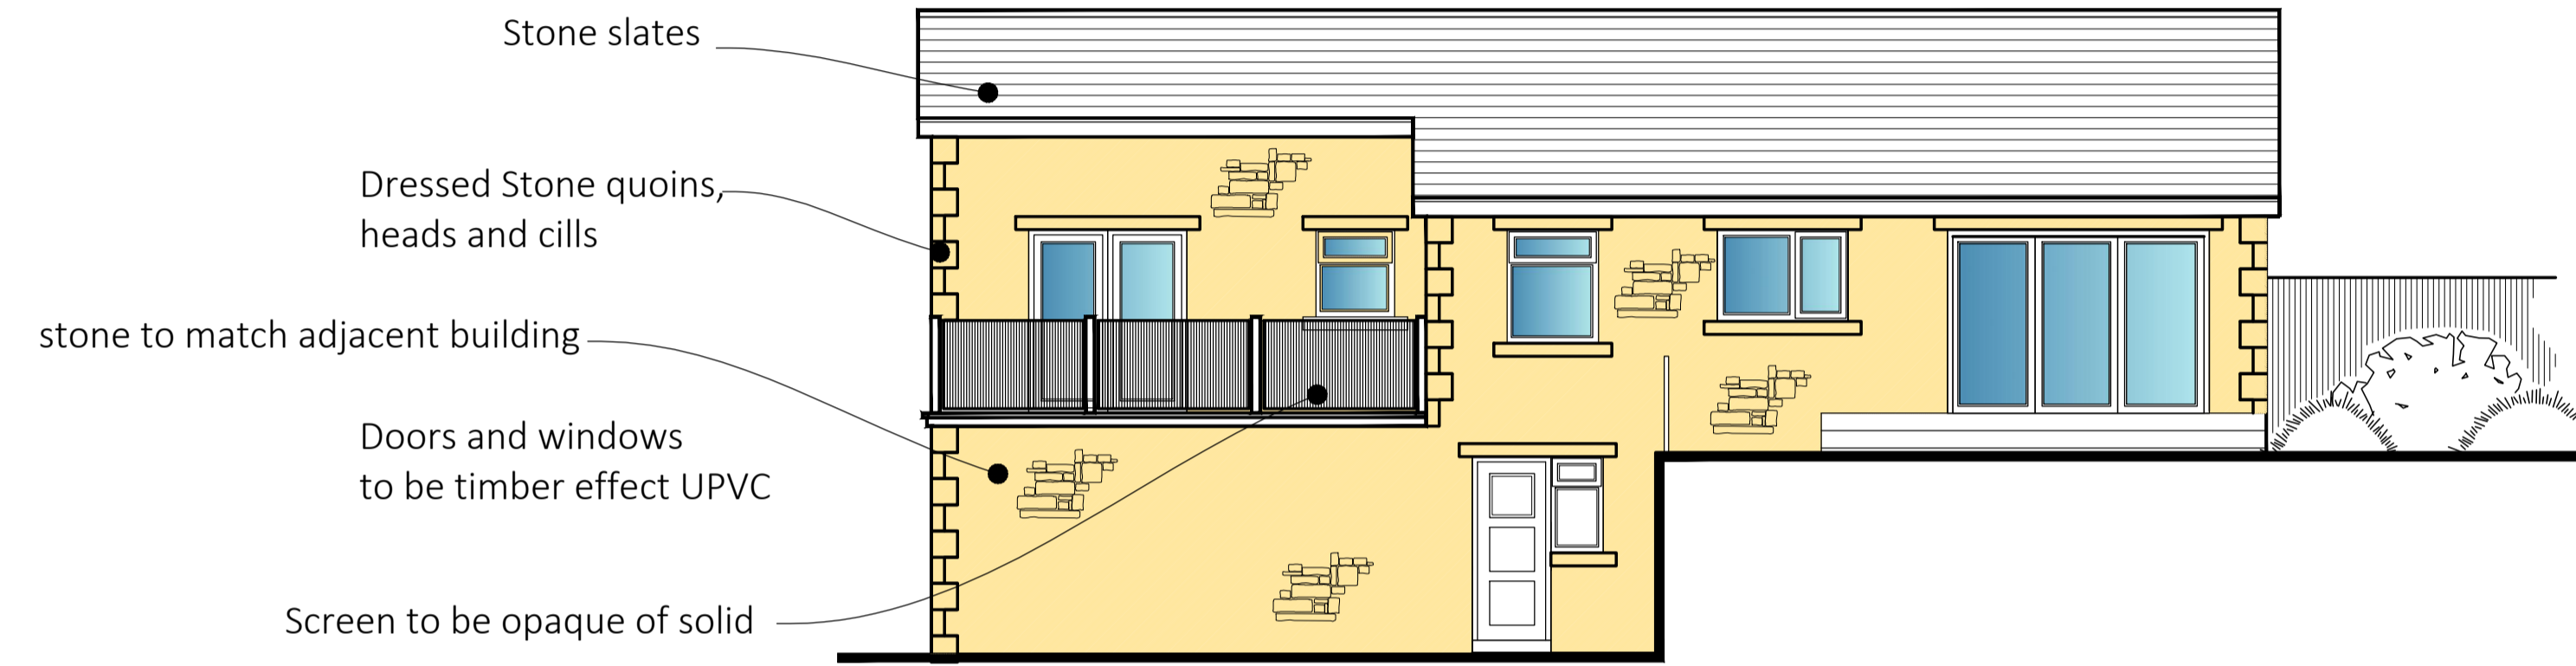 Stone slates
Dressed Stone quoins,
heads and cills
stone to match adjacent building
Doors and windows
to be timber effect UPVC
Screen to be opaque of solid